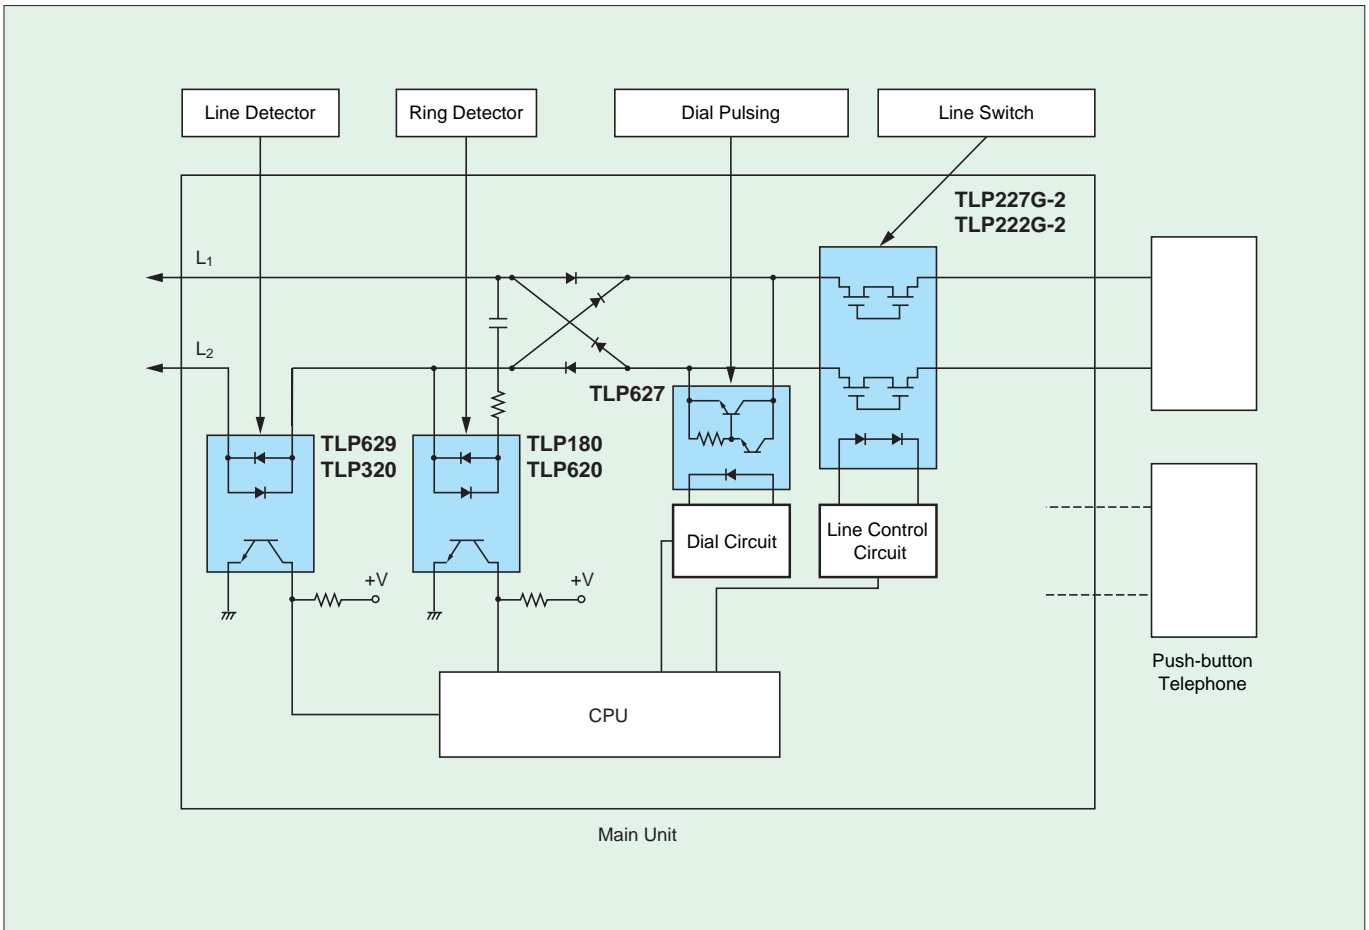 Line Detector
Ring Detector
Dial Pulsing
Line Switch
TLP227G-2
TLP222G-2
L1
L2
TLP627
TLP629
TLP320
TLP180
TLP620
Dial Circuit
Line Control
Circuit
+V
+V
Push-button
Telephone
CPU
Main Unit